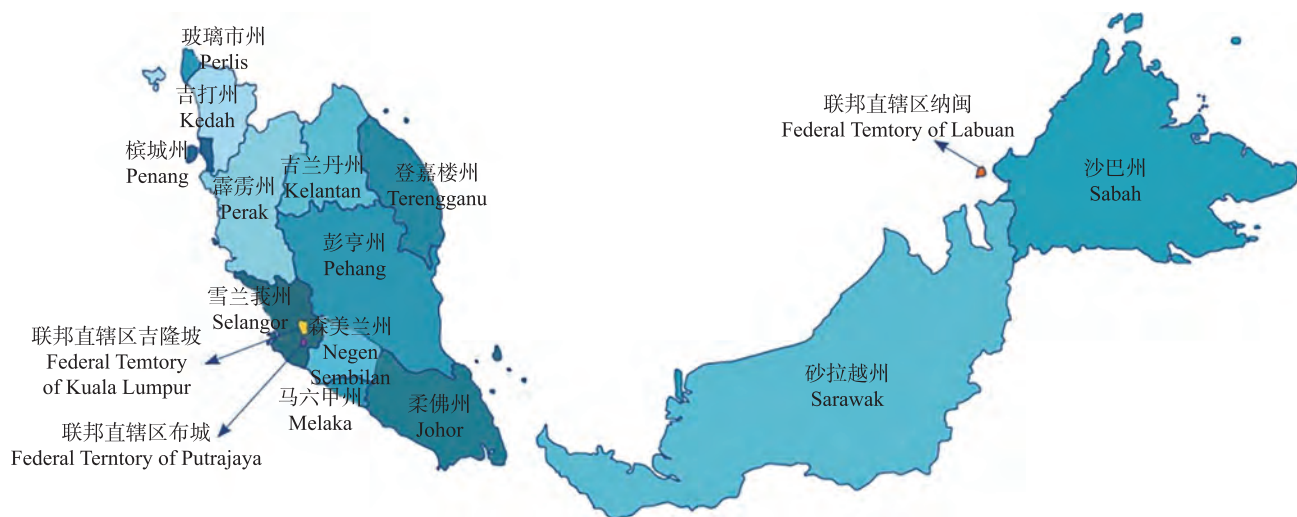 玻璃市州
Perlis
吉打州
Kedah
槟城州
Penang
霹雳州
Perak
吉兰丹州
Kelantan
登嘉楼州
Terengganu
彭亨州
Pehang
雪兰莪州
Selangor
联邦直辖区吉隆坡
Federal Temtory
of Kuala Lumpur
森美兰州
Negen
Sembilan
马六甲州
Melaka
柔佛州
Johor
联邦直辖区布城
Federal Terntory of Putrajaya
联邦直辖区纳闽
Federal Temtory of Labuan
沙巴州
Sabah
砂拉越州
Sarawak